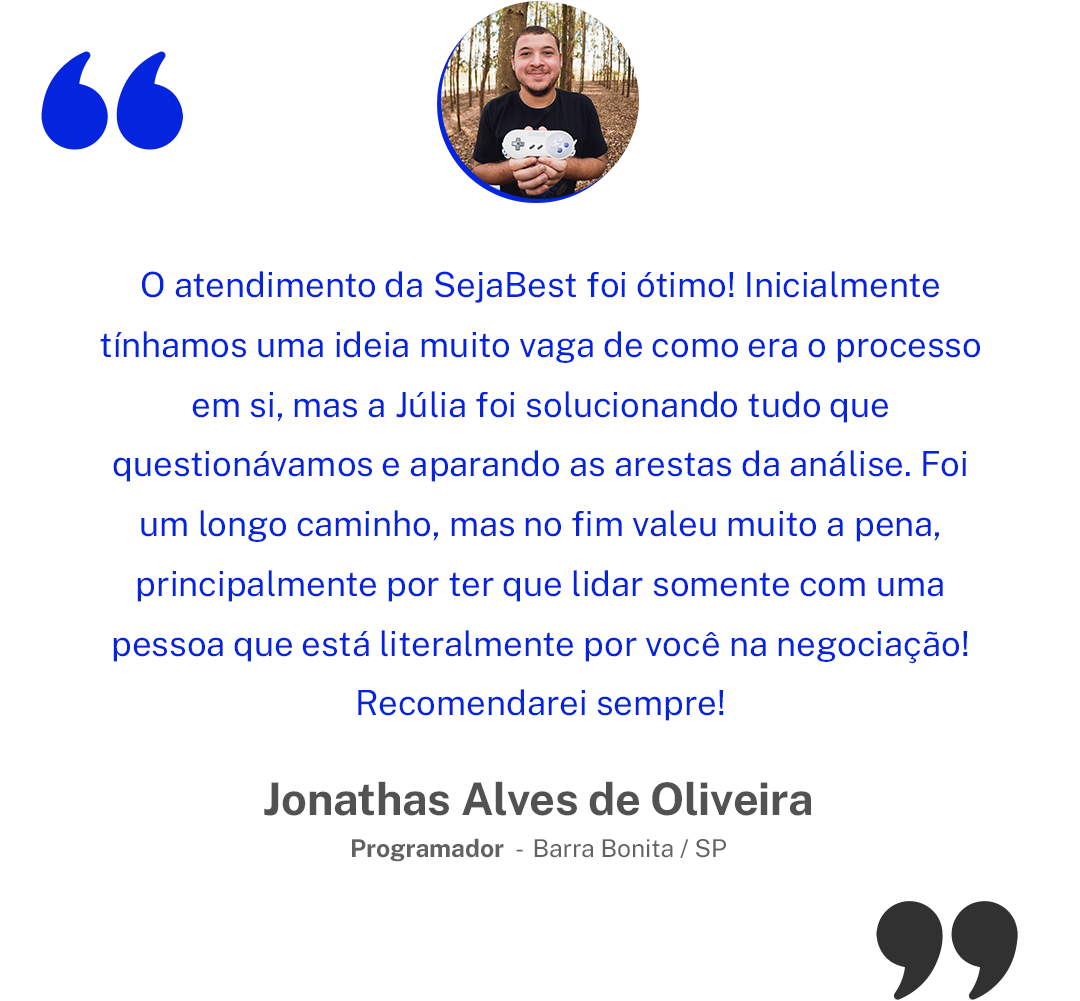 O atendimento da SejaBest foi ótimo! Inicialmente
tínhamos uma ideia muito vaga de como era o processo
em si, mas a Júlia foi solucionando tudo que
questionávamos e aparando as arestas da análise. Foi
um longo caminho, mas no fim valeu muito a pena,
principalmente por ter que lidar somente com uma
pessoa que está literalmente por você na negociação!
Recomendarei sempre!
Jonathas Alves de Oliveira
Programador - Barra Bonita / SP